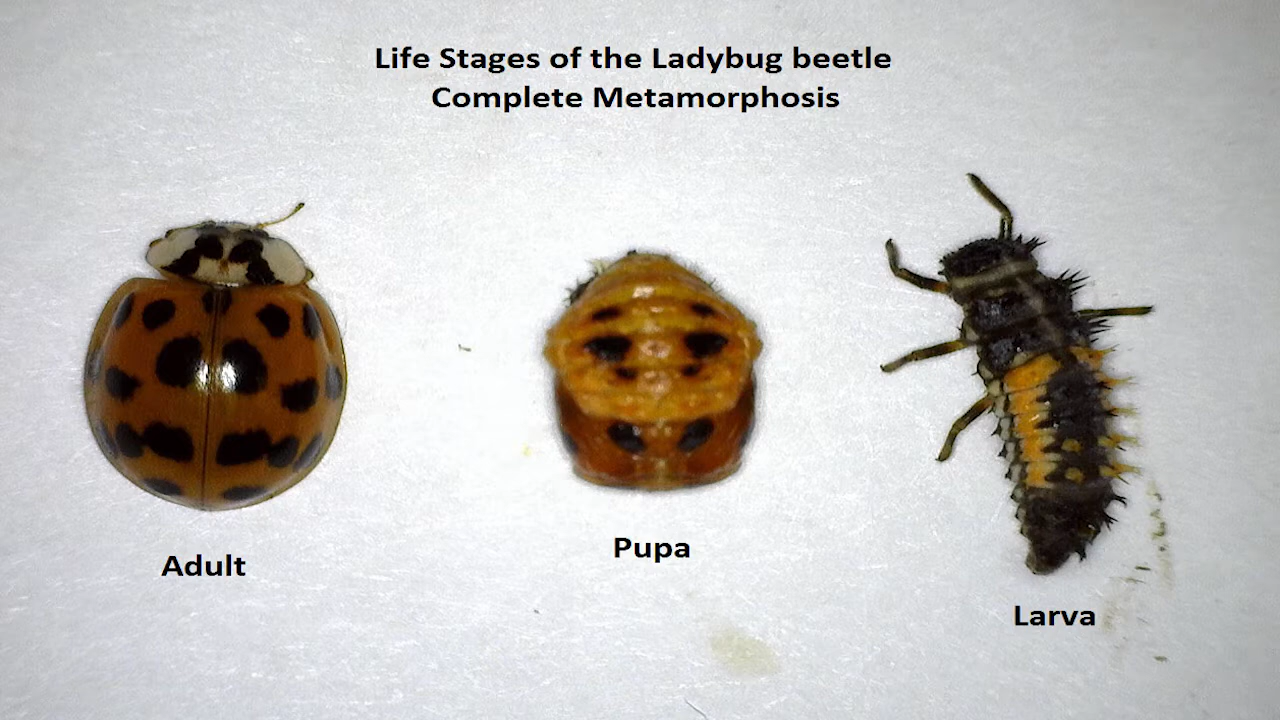 Life Stages of the Ladybug beetle
Complete Metamorphosis
Adult
Pupa
Larva